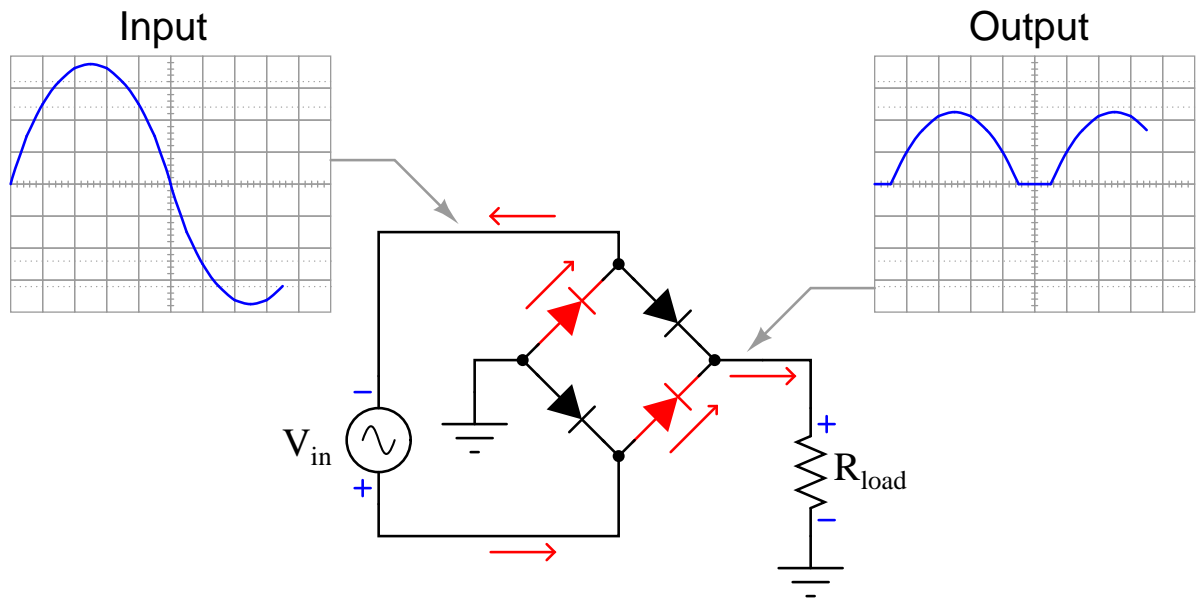 Input
Output
−
V_in
+
+
R_load
−